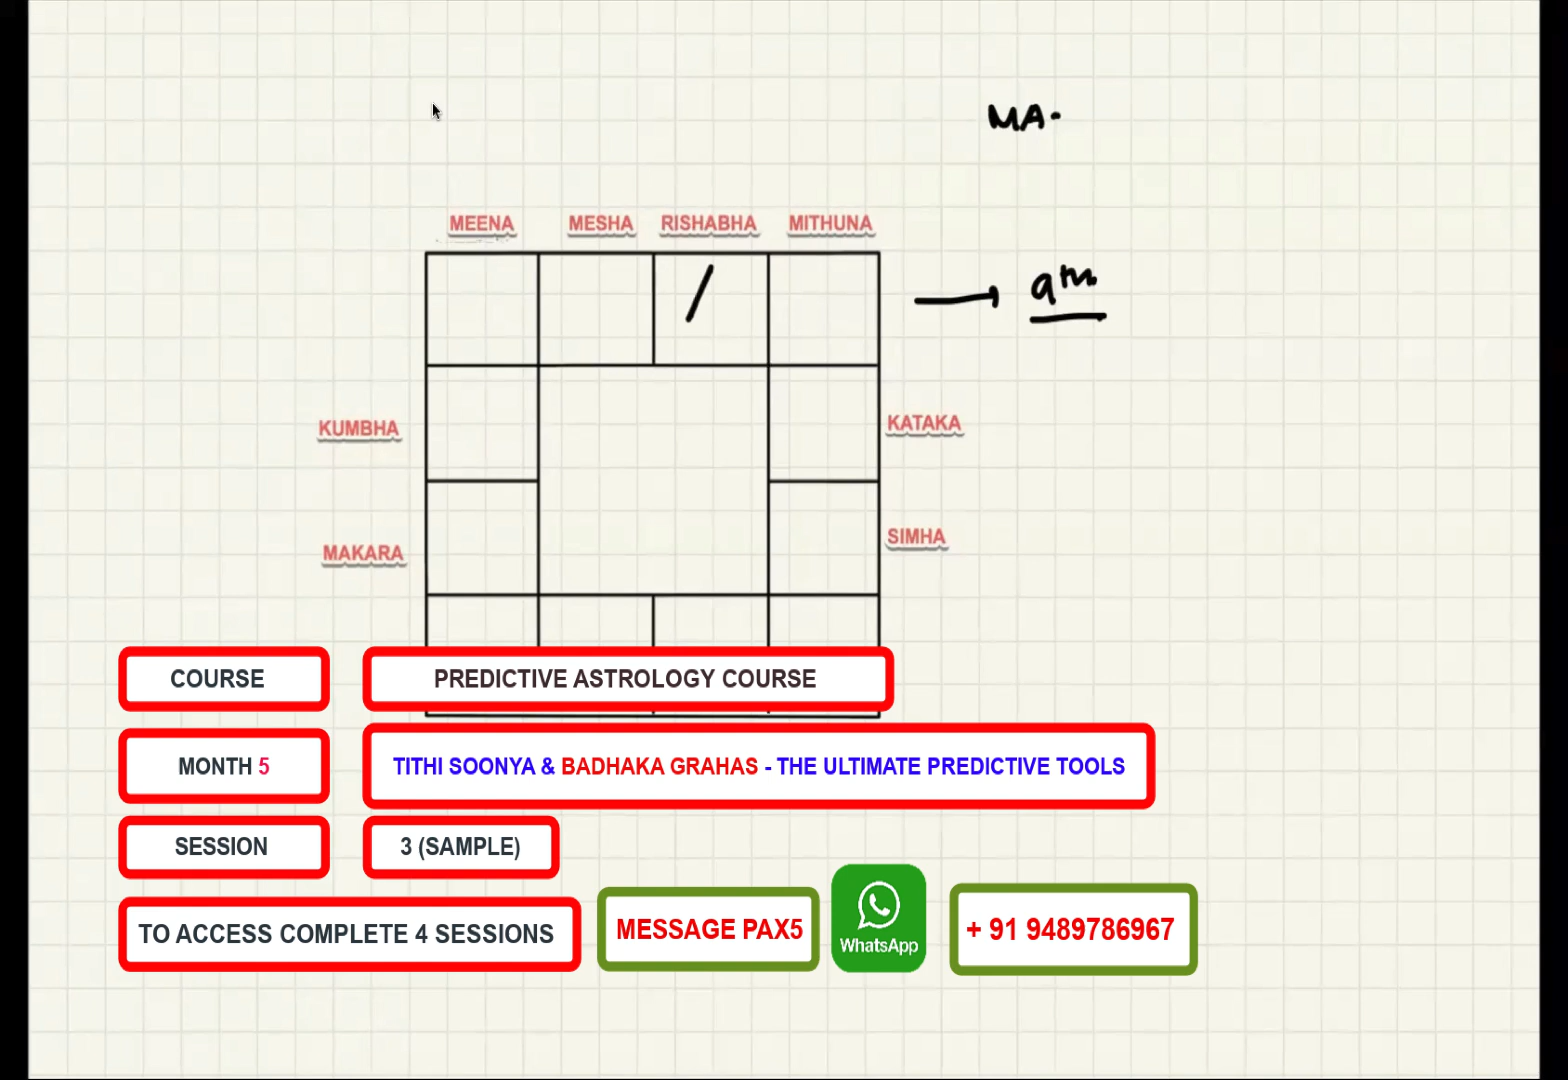 MA-
MEENA MESHA RISHABHA MITHUNA
9th
KUMBHA KATAKA
MAKARA SIMHA
COURSE PREDICTIVE ASTROLOGY COURSE
MONTH 5 TITHI SOONYA & BADHAKA GRAHAS - THE ULTIMATE PREDICTIVE TOOLS
SESSION 3 (SAMPLE)
TO ACCESS COMPLETE 4 SESSIONS MESSAGE PAX5 WhatsApp + 91 9489786967